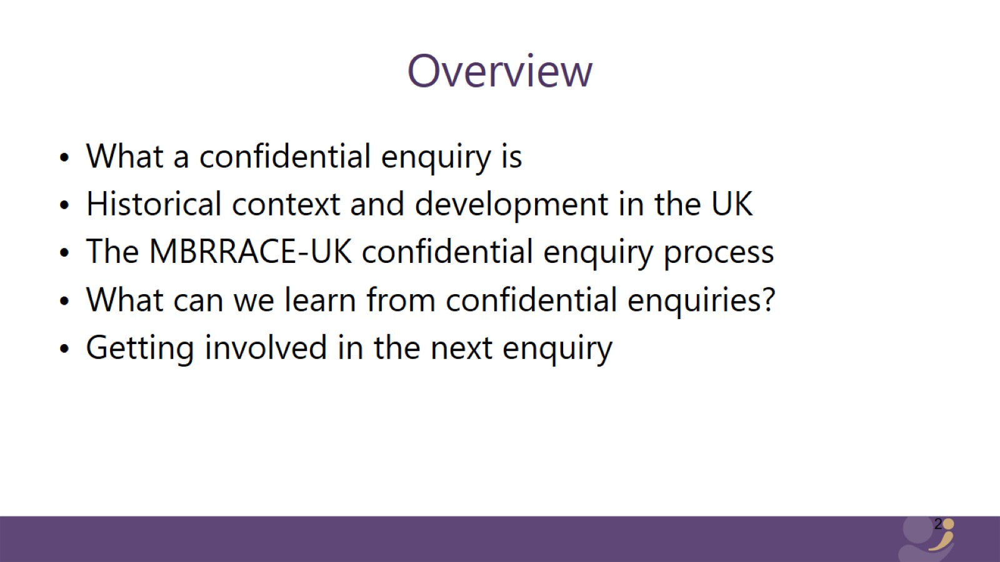 Overview
• What a confidential enquiry is
• Historical context and development in the UK
• The MBRRACE-UK confidential enquiry process
• What can we learn from confidential enquiries?
• Getting involved in the next enquiry
2